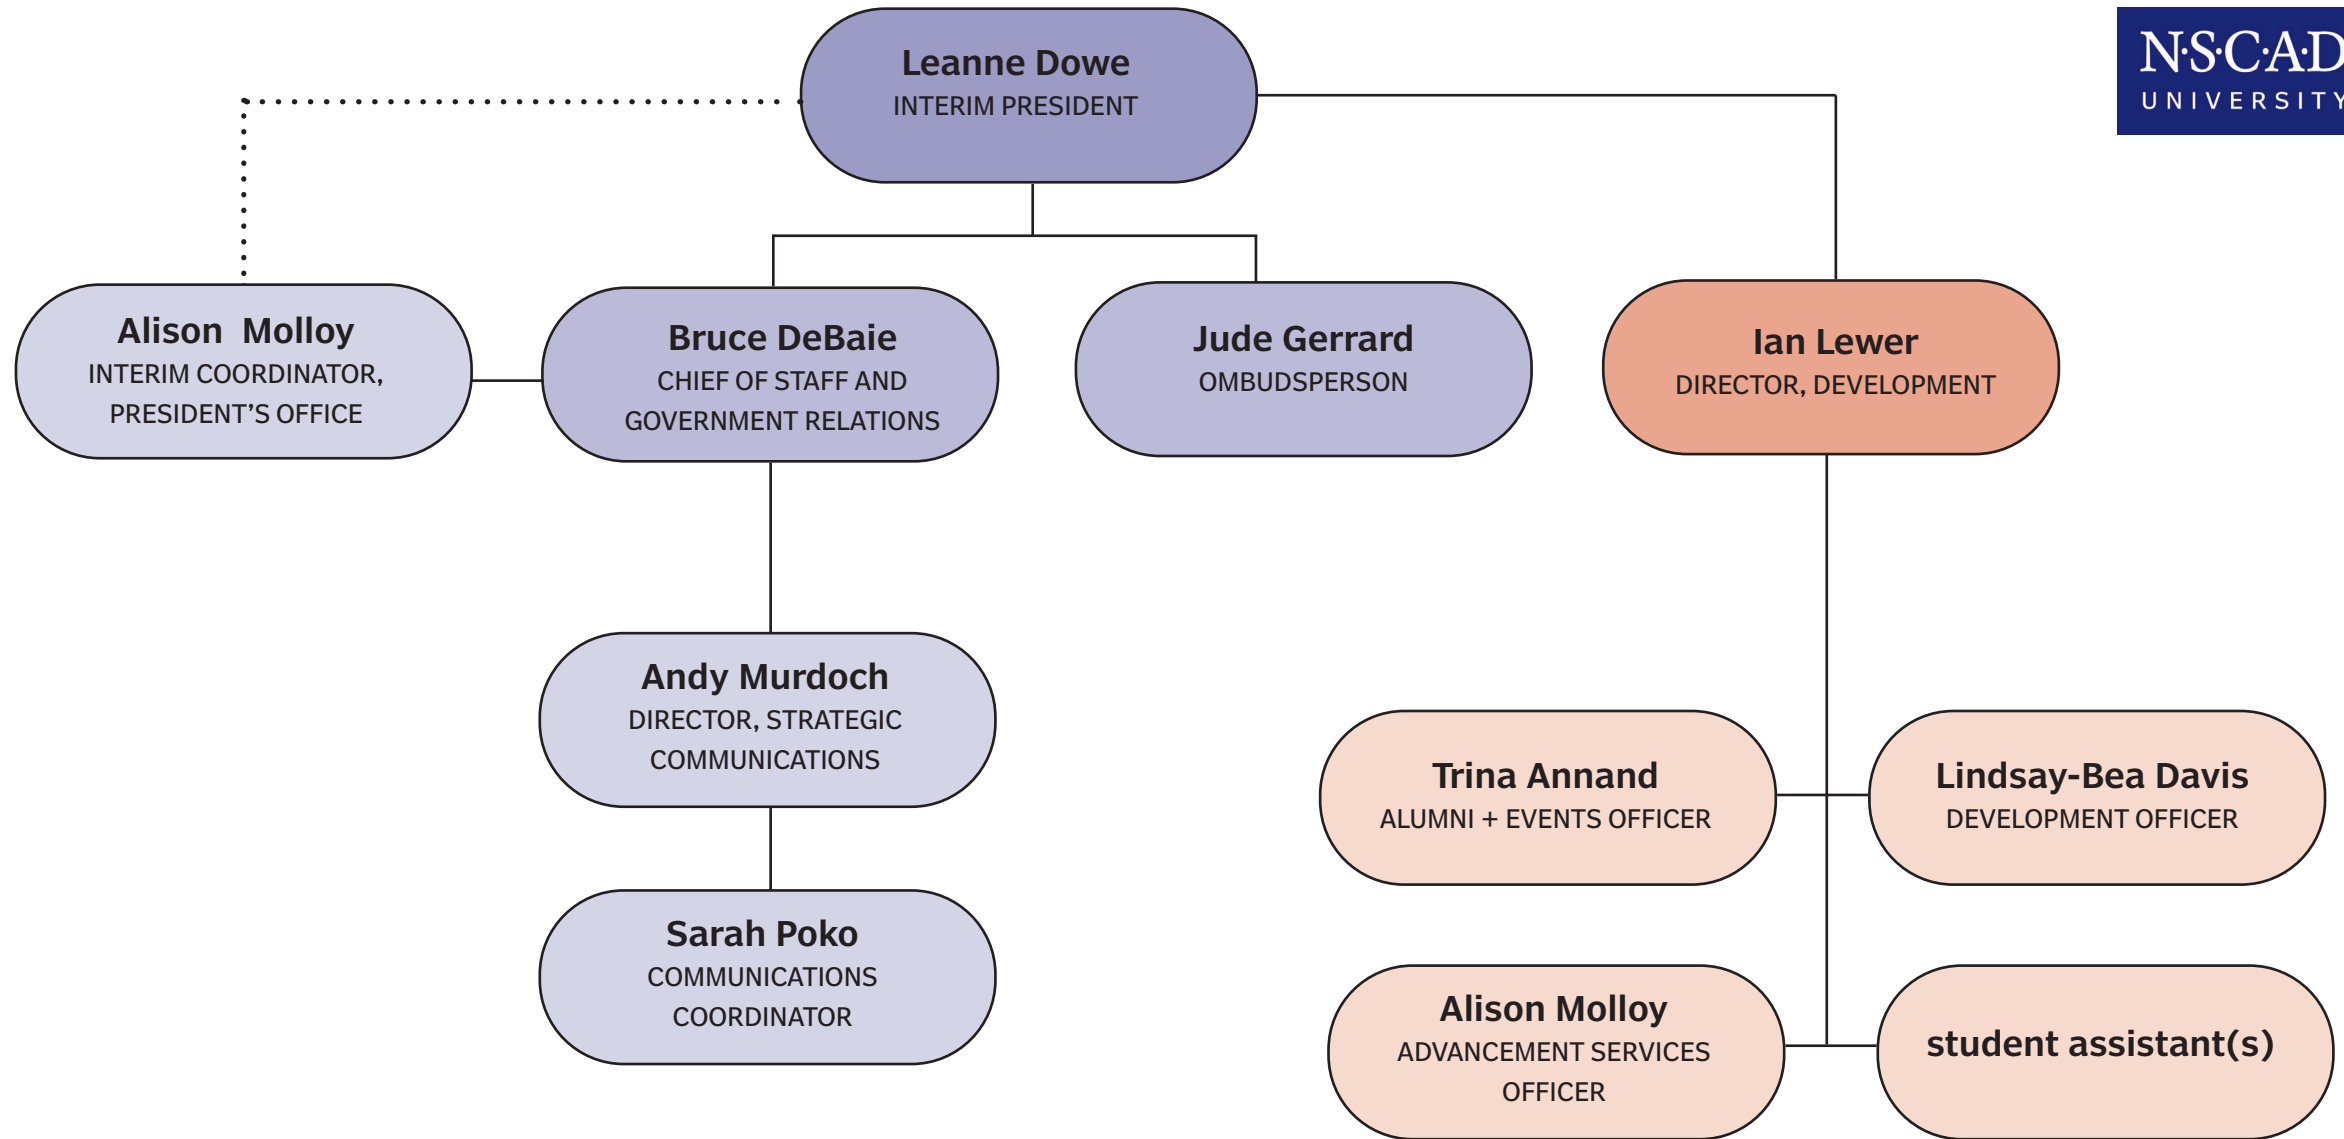 Leanne Dowe
INTERIM PRESIDENT
N·S·C·A·D
UNIVERSITY
Alison Molloy
INTERIM COORDINATOR,
PRESIDENT’S OFFICE
Bruce DeBaie
CHIEF OF STAFF AND
GOVERNMENT RELATIONS
Jude Gerrard
OMBUDSPERSON
Ian Lewer
DIRECTOR, DEVELOPMENT
Andy Murdoch
DIRECTOR, STRATEGIC
COMMUNICATIONS
Trina Annand
ALUMNI + EVENTS OFFICER
Lindsay-Bea Davis
DEVELOPMENT OFFICER
Sarah Poko
COMMUNICATIONS
COORDINATOR
Alison Molloy
ADVANCEMENT SERVICES
OFFICER
student assistant(s)